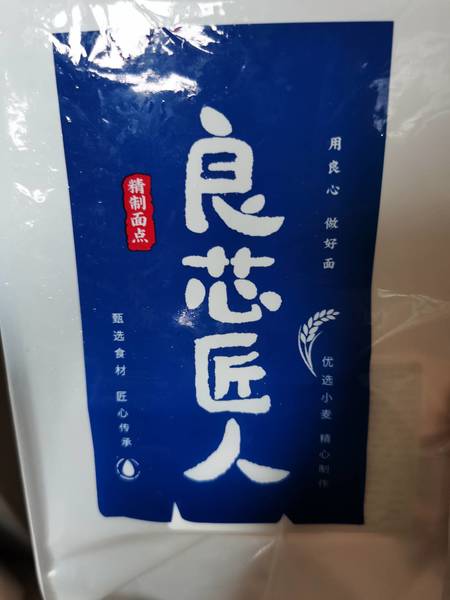 用良心 做好面
良芯匠人
精制面点
优选小麦 精心制作
甄选食材 匠心传承